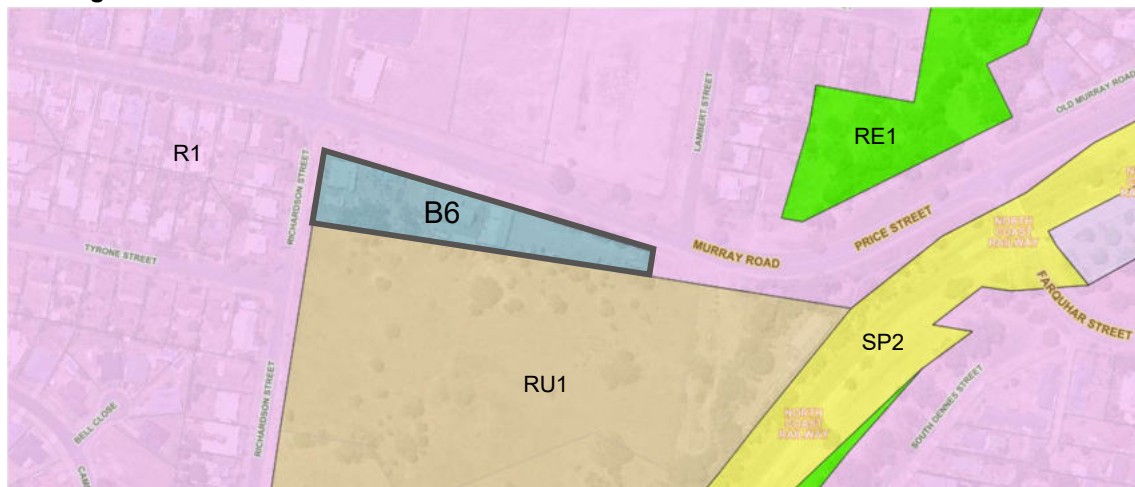 LAMBERT STREET
OLD MURRAY ROAD
RE1
R1
RICHARDSON STREET
B6
PRICE STREET
NORTH
COAST
RAILWAY
TYRONE STREET
MURRAY ROAD
FARQUHAR STREET
SP2
RU1
RICHARDSON STREET
SOUTH DENNES STREET
BELL CLOSE
NORTH
COAST
RAILWAY